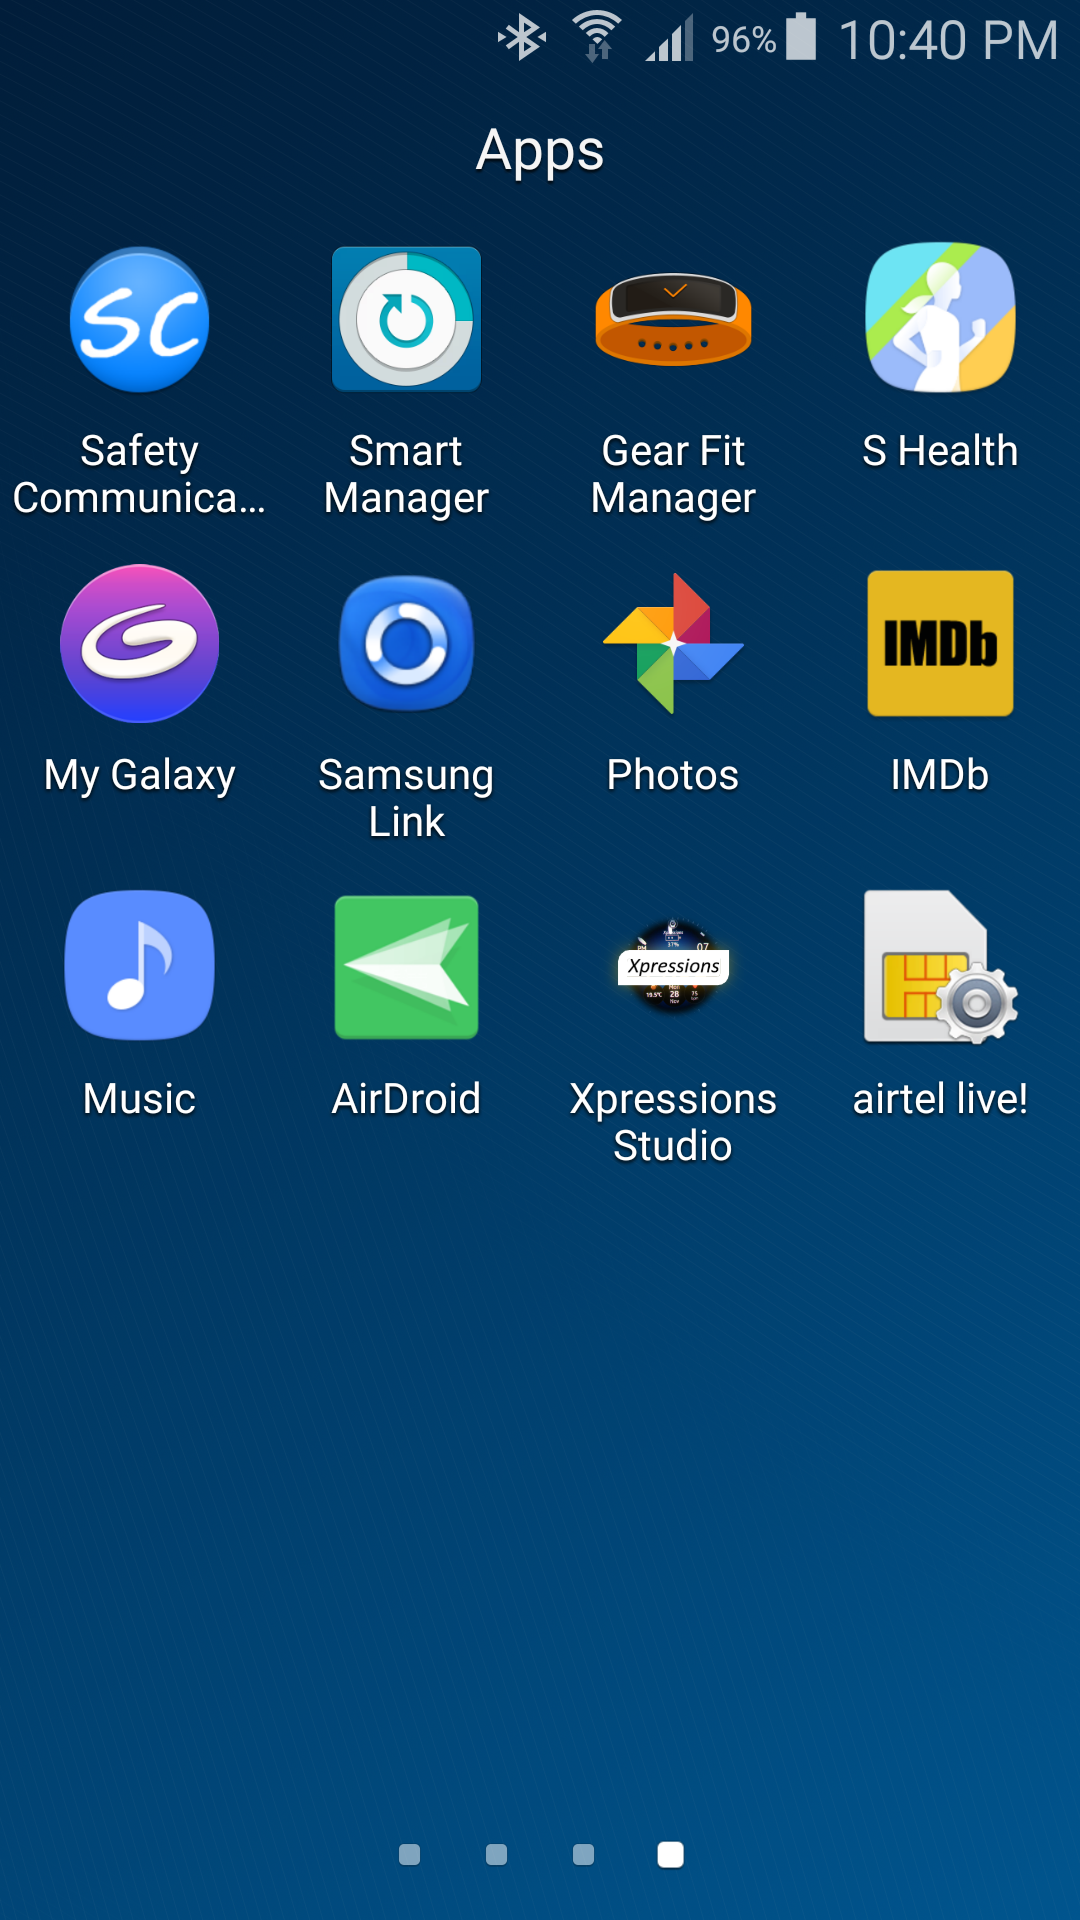 96% 10:40 PM
Apps
SC
Safety
Communica...
Smart
Manager
Gear Fit
Manager
S Health
My Galaxy
Samsung
Link
Photos
IMDb
IMDb
Music
AirDroid
Xpressions
Xpressions
Studio
airtel live!